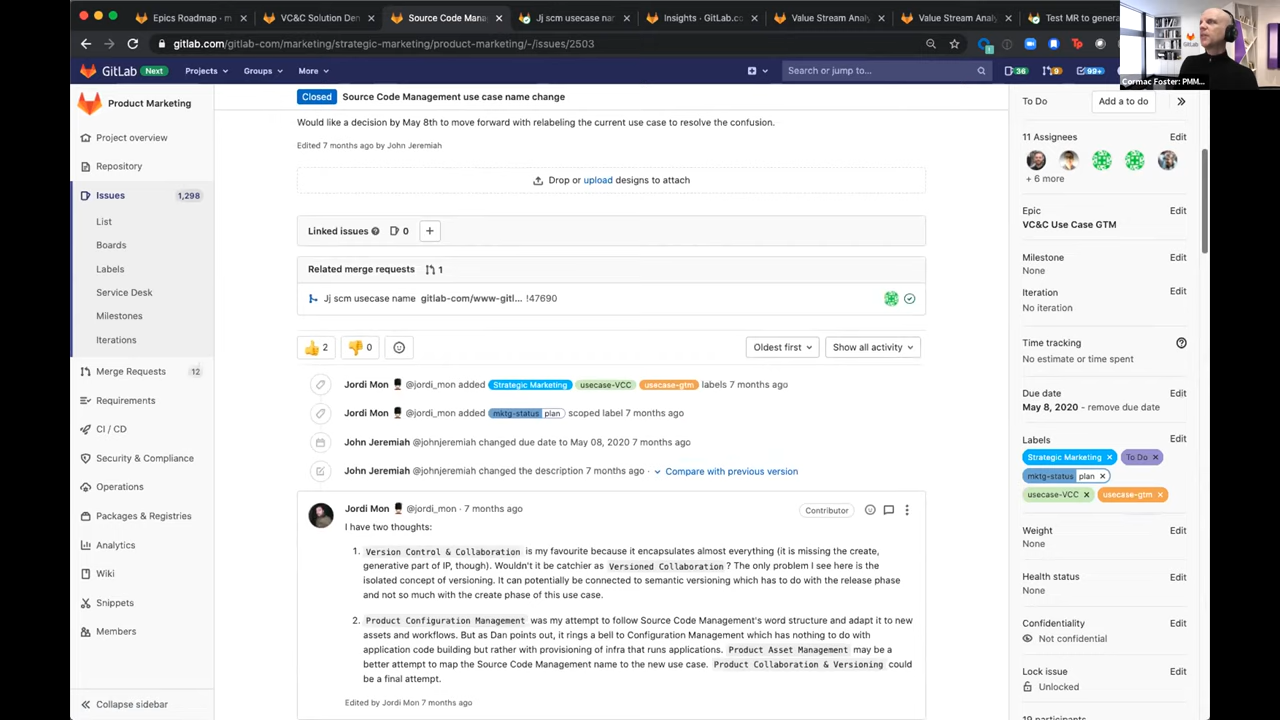 Epics Roadmap · m
VC&C Solution Den
Source Code Mana
Jj scm usecase nam
Insights · GitLab.cc
Value Stream Analy
Value Stream Analy
Test MR to genera
gitlab.com/gitlab-com/marketing/strategic-marketing/product-marketing/-/issues/2503
GitLab
Next
Projects
Groups
More
Search or jump to...
36
9
99+
Cormac Foster: PMM...
Product Marketing
Project overview
Repository
Issues
1,298
List
Boards
Labels
Service Desk
Milestones
Iterations
Merge Requests
12
Requirements
CI / CD
Security & Compliance
Operations
Packages & Registries
Analytics
Wiki
Snippets
Members
Collapse sidebar
Closed
Source Code Management use case name change
Would like a decision by May 8th to move forward with relabeling the current use case to resolve the confusion.
Edited 7 months ago by John Jeremiah
Drop or upload designs to attach
Linked issues
0
Related merge requests
1
Jj scm usecase name gitlab-com/www-gitl... !47690
2
0
Oldest first
Show all activity
Jordi Mon @jordi_mon added Strategic Marketing usecase-VCC usecase-gtm labels 7 months ago
Jordi Mon @jordi_mon added mktg-status plan scoped label 7 months ago
John Jeremiah @johnjeremiah changed due date to May 08, 2020 7 months ago
John Jeremiah @johnjeremiah changed the description 7 months ago · Compare with previous version
Jordi Mon @jordi_mon · 7 months ago
Contributor
I have two thoughts:
1. Version Control & Collaboration is my favourite because it encapsulates almost everything (it is missing the create,
generative part of IP, though). Wouldn't it be catchier as Versioned Collaboration ? The only problem I see here is the
isolated concept of versioning. It can potentially be connected to semantic versioning which has to do with the release phase
and not so much with the create phase of this use case.
2. Product Configuration Management was my attempt to follow Source Code Management's word structure and adapt it to new
assets and workflows. But as Dan points out, it rings a bell to Configuration Management which has nothing to do with
application code building but rather with provisioning of infra that runs applications. Product Asset Management may be a
better attempt to map the Source Code Management name to the new use case. Product Collaboration & Versioning could
be a final attempt.
Edited by Jordi Mon 7 months ago
To Do
Add a to do
11 Assignees
Edit
+ 6 more
Epic
Edit
VC&C Use Case GTM
Milestone
Edit
None
Iteration
Edit
No iteration
Time tracking
No estimate or time spent
Due date
Edit
May 8, 2020 - remove due date
Labels
Edit
Strategic Marketing
To Do
mktg-status plan
usecase-VCC
usecase-gtm
Weight
Edit
None
Health status
Edit
None
Confidentiality
Edit
Not confidential
Lock issue
Edit
Unlocked
19 participants